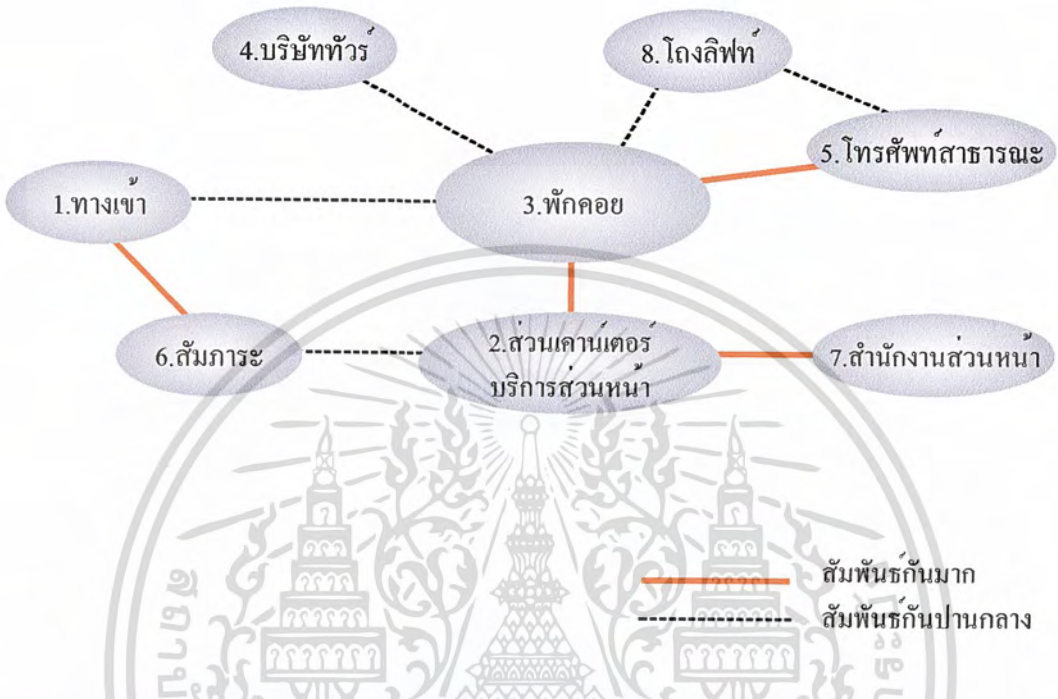 4.บริษัททัวร์
8.โถงลิฟท์
5.โทรศัพท์สาธารณะ
1.ทางเข้า
3.พักคอย
6.สัมภาระ
2.ส่วนเคาน์เตอร์
บริการส่วนหน้า
7.สำนักงานส่วนหน้า
สัมพันธ์กันมาก
สัมพันธ์กันปานกลาง